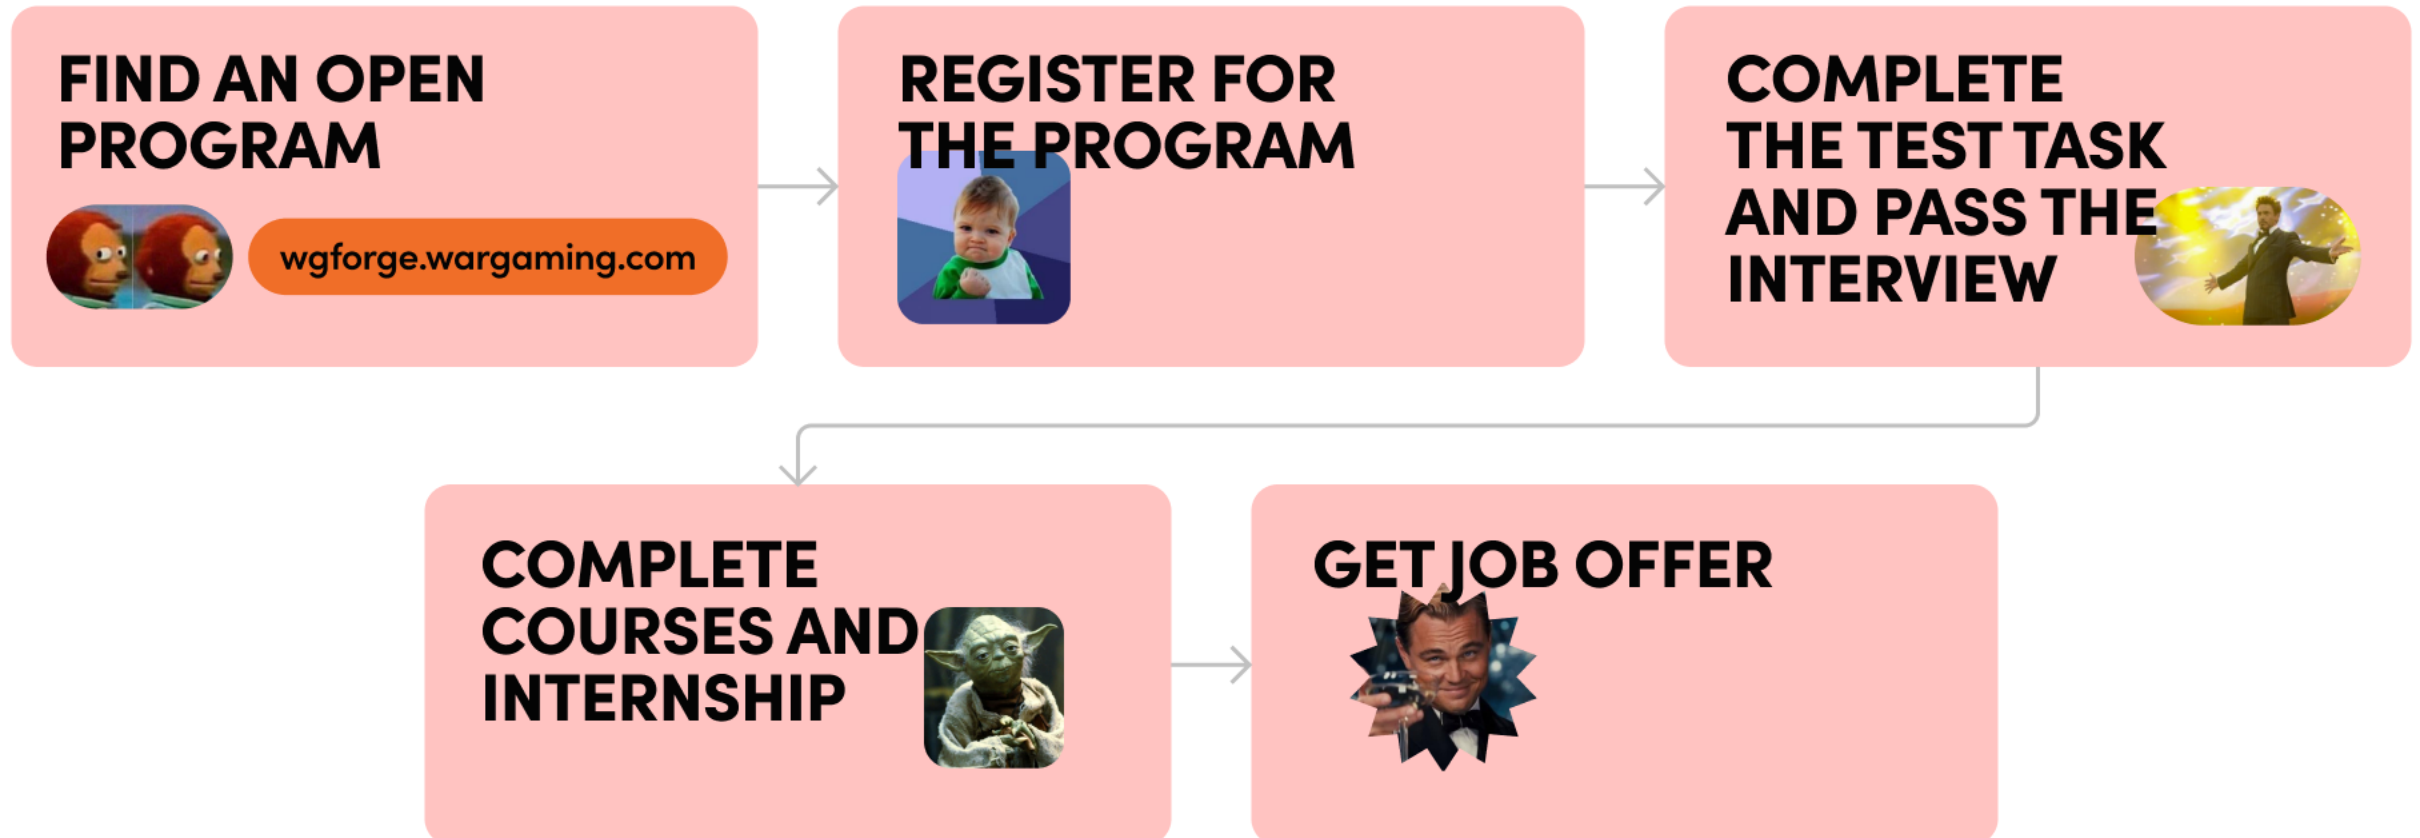 FIND AN OPEN
PROGRAM
wgforge.wargaming.com
REGISTER FOR
THE PROGRAM
COMPLETE
THE TEST TASK
AND PASS THE
INTERVIEW
COMPLETE
COURSES AND
INTERNSHIP
GET JOB OFFER